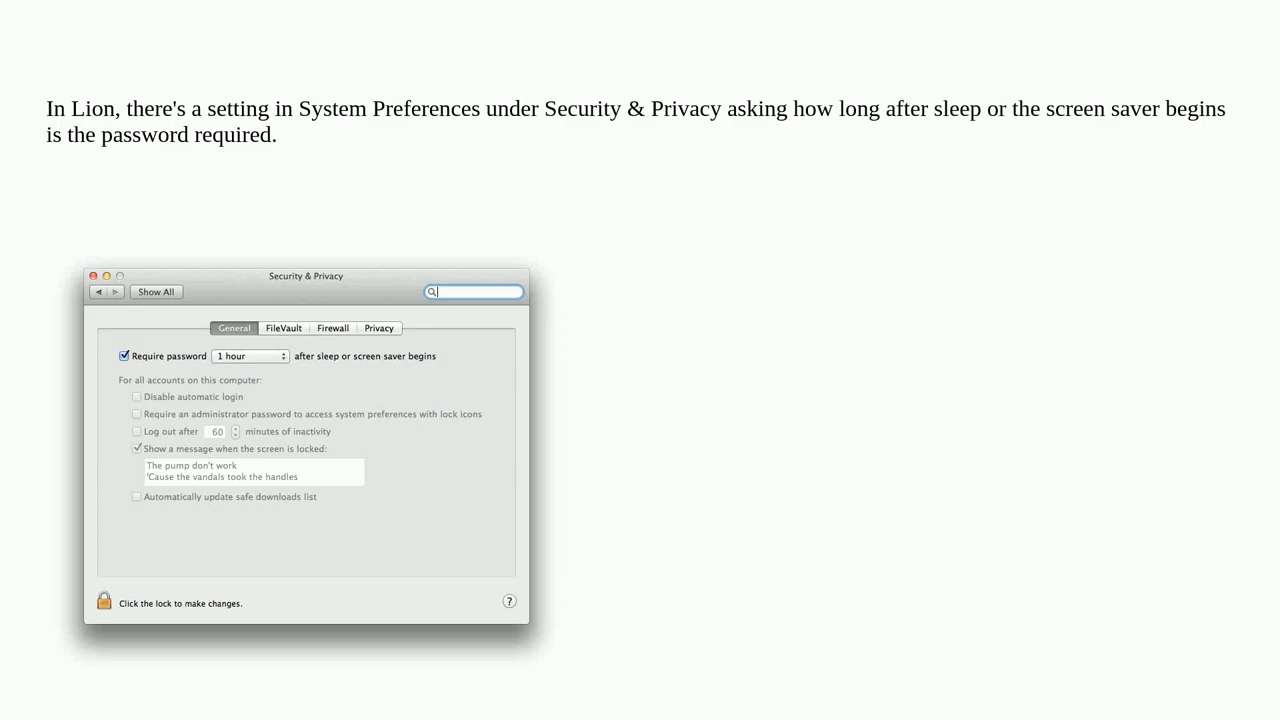 In Lion, there's a setting in System Preferences under Security & Privacy asking how long after sleep or the screen saver begins
is the password required.
Security & Privacy
Show All
General FileVault Firewall Privacy
Require password 1 hour after sleep or screen saver begins
For all accounts on this computer:
Disable automatic login
Require an administrator password to access system preferences with lock icons
Log out after 60 minutes of inactivity
Show a message when the screen is locked:
The pump don't work
'Cause the vandals took the handles
Automatically update safe downloads list
Click the lock to make changes. ?